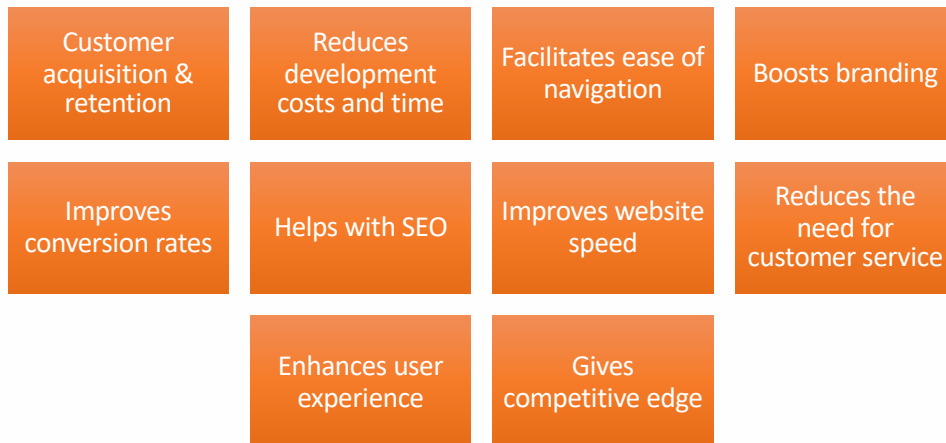 Customer
acquisition &
retention
Reduces
development
costs and time
Facilitates ease of
navigation
Boosts branding
Improves
conversion rates
Helps with SEO
Improves website
speed
Reduces the
need for
customer service
Enhances user
experience
Gives
competitive edge